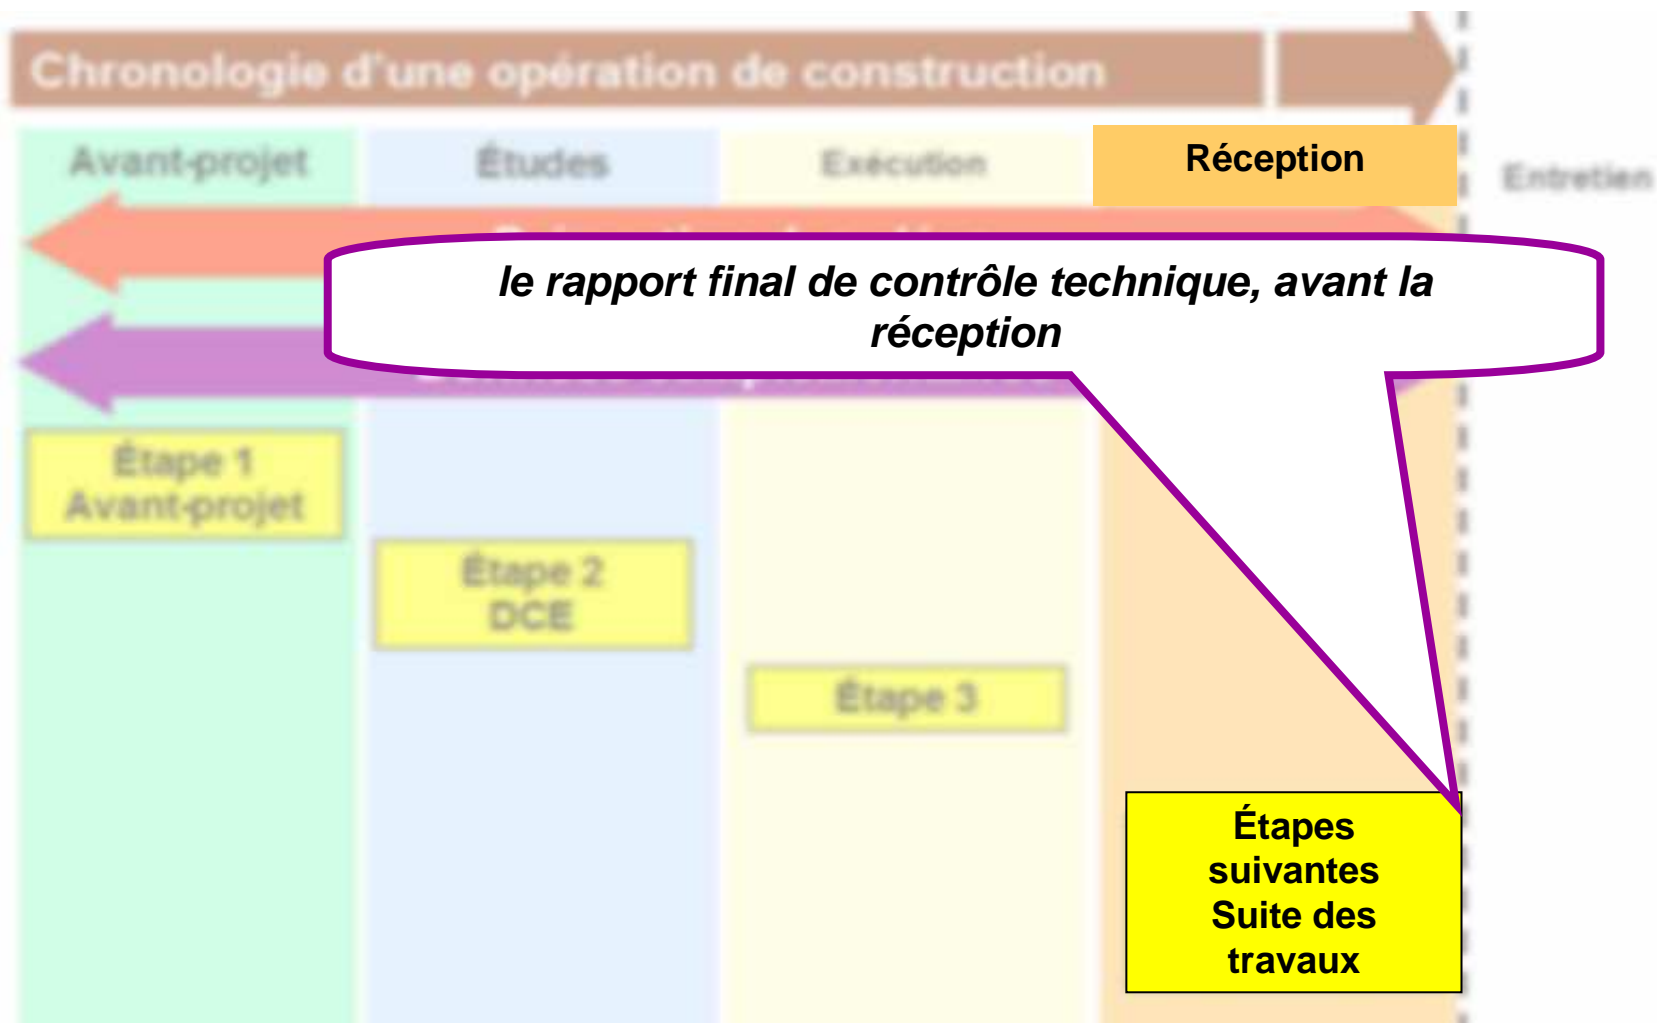 Chronologie d'une opération de construction
Avant-projet
Études
Exécution
Réception
Entretien
le rapport final de contrôle technique, avant la
réception
Étape 1
Avant-projet
Étape 2
DCE
Étape 3
Étapes
suivantes
Suite des
travaux